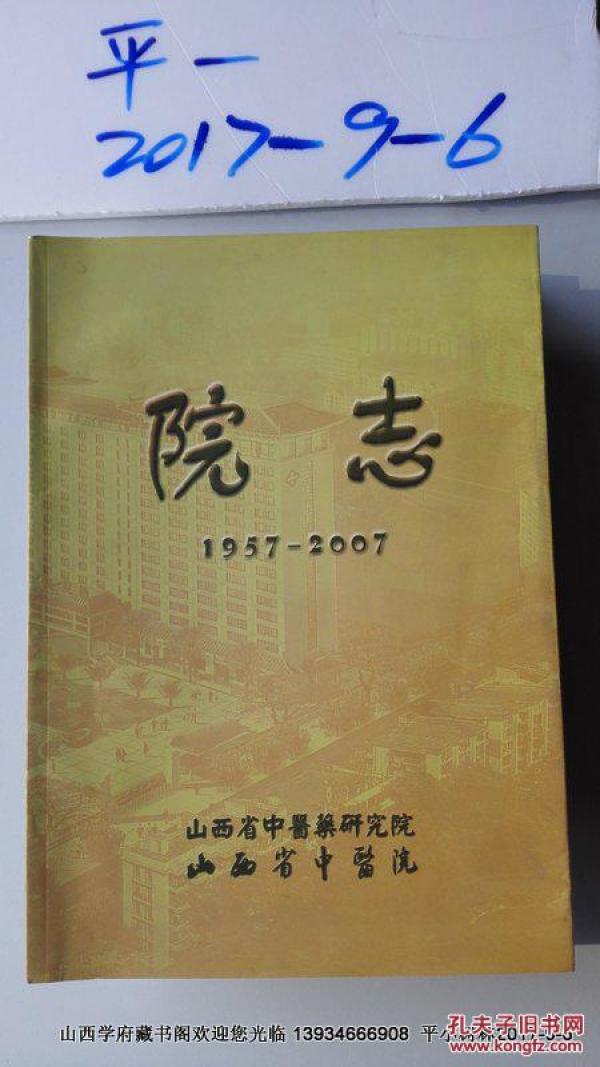 平一
2017-9-6
院志
1957-2007
山西省中醫藥研究院
山西省中醫院
山西学府藏书阁欢迎您光临 13934666908 平小
孔夫子旧书网
www.kongfz.com